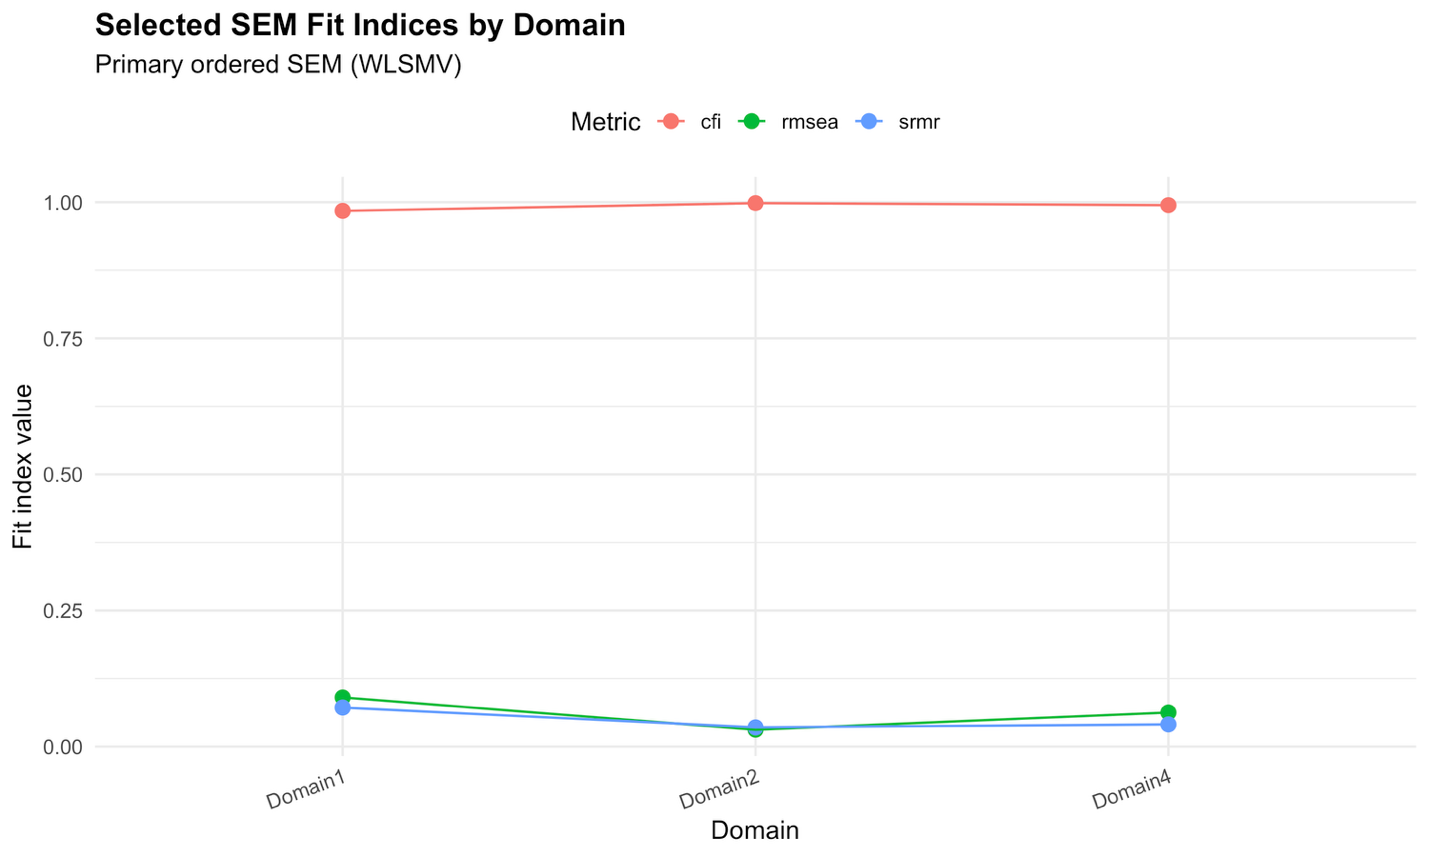 Selected SEM Fit Indices by Domain
Primary ordered SEM (WLSMV)
Metric cfi rmsea srmr
1.00
0.75
0.50
0.25
0.00
Fit index value
Domain1 Domain2 Domain4
Domain